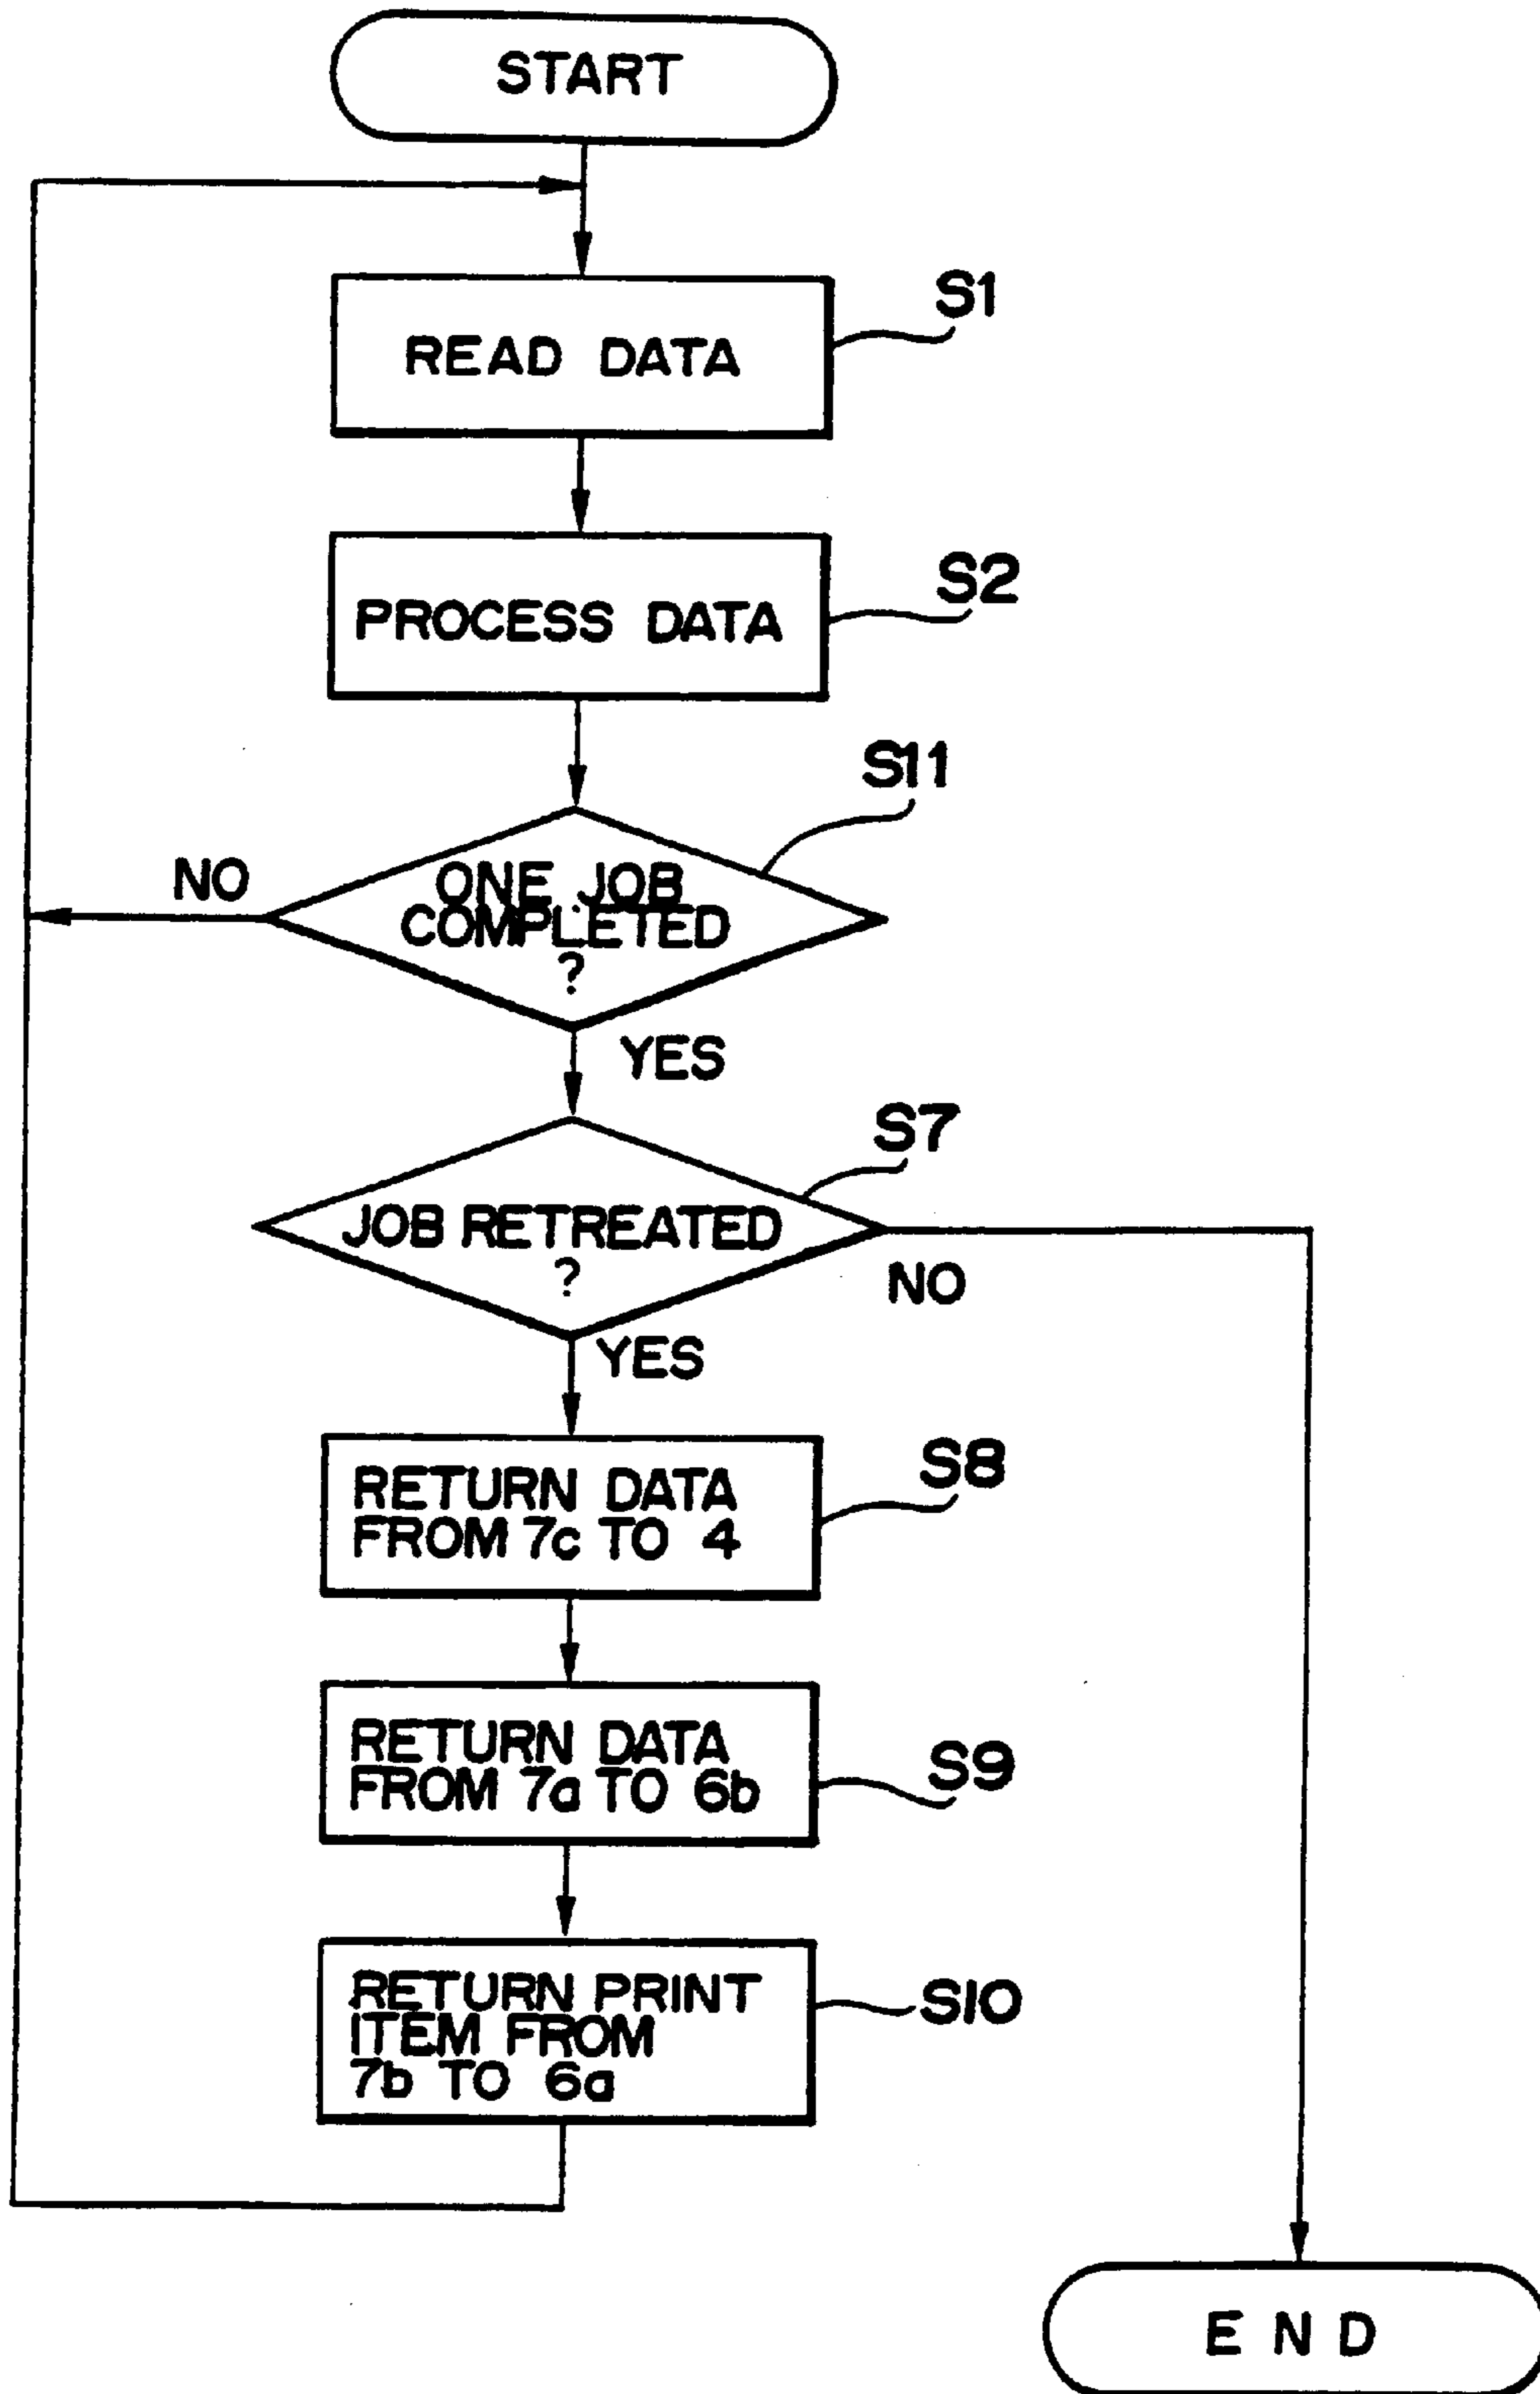 START
S1
READ DATA
S2
PROCESS DATA
S11
NO
ONE JOB
COMPLETED
?
YES
S7
JOB RETREATED
?
NO
YES
S8
RETURN DATA
FROM 7c TO 4
RETURN DATA
FROM 7a TO 6b
S9
RETURN PRINT
ITEM FROM
7b TO 6a
S10
END